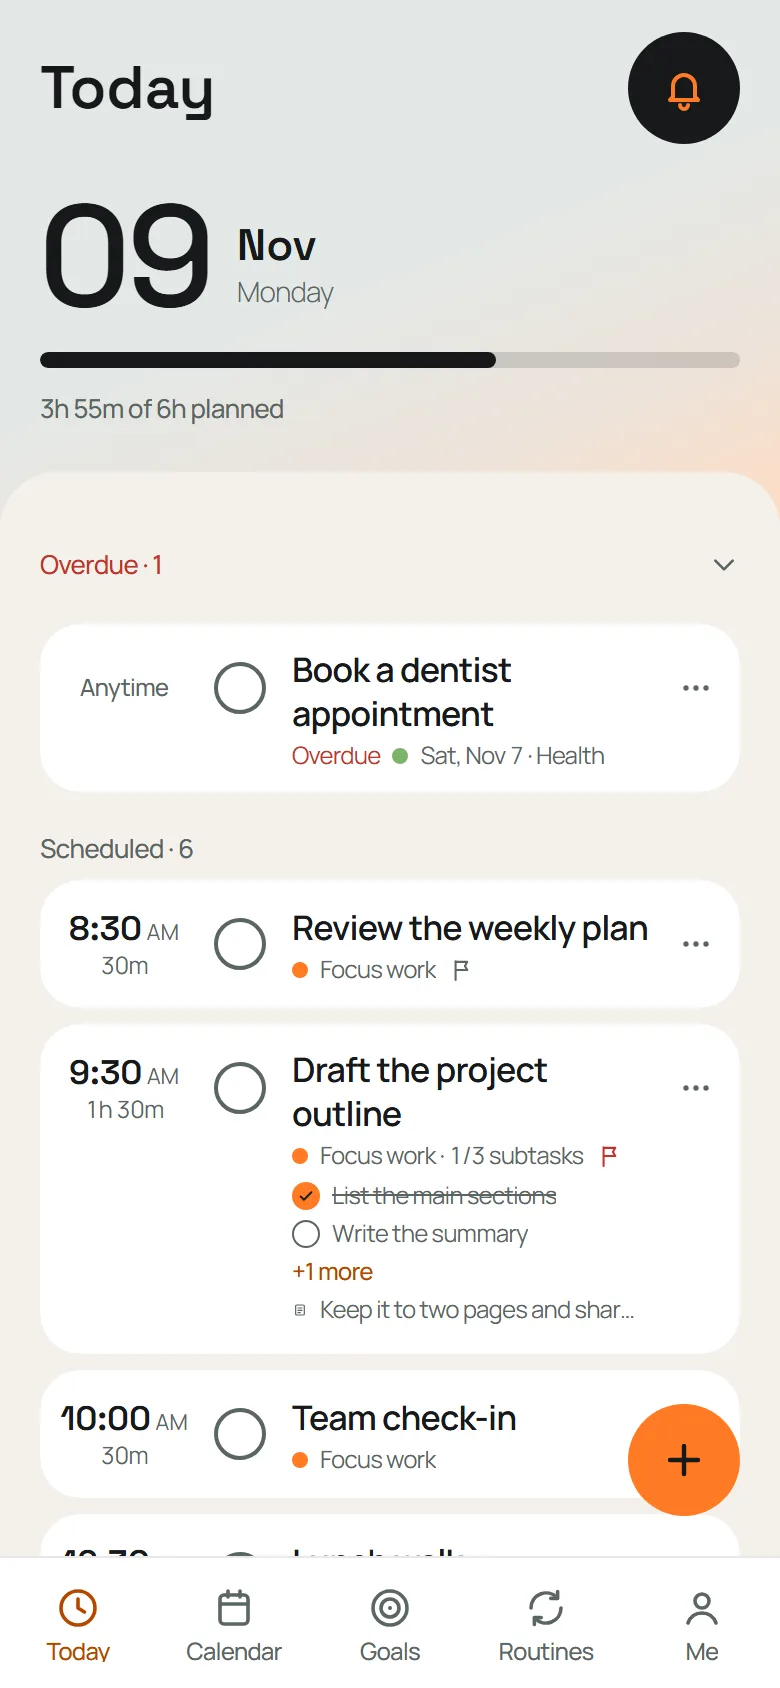 Today
09
Nov
Monday
3h 55m of 6h planned
Overdue · 1
Anytime
Book a dentist
appointment
Overdue Sat, Nov 7 · Health
Scheduled · 6
8:30 AM
30m
Review the weekly plan
Focus work
9:30 AM
1h 30m
Draft the project
outline
Focus work · 1/3 subtasks
List the main sections
Write the summary
+1 more
Keep it to two pages and shar...
10:00 AM
30m
Team check-in
Focus work
Today
Calendar
Goals
Routines
Me